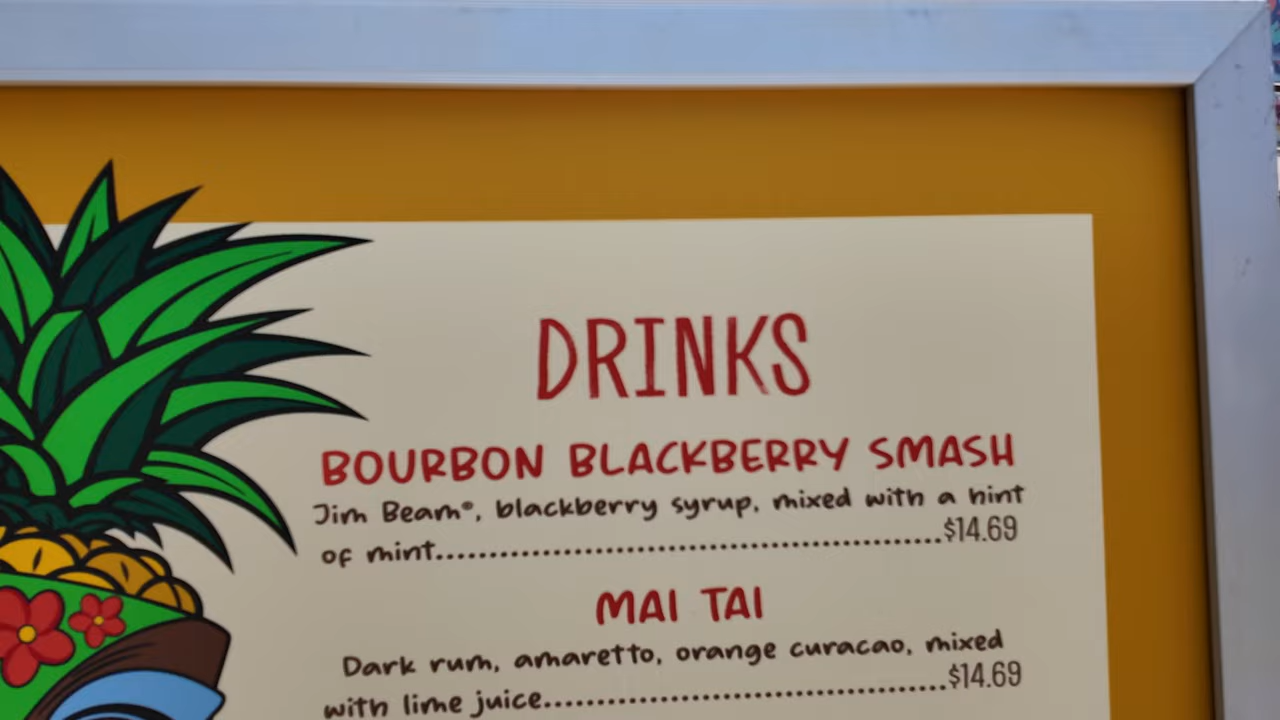 DRINKS
BOURBON BLACKBERRY SMASH
Jim Beam®, blackberry syrup, mixed with a hint
of mint........................................................$14.69
MAI TAI
Dark rum, amaretto, orange curacao, mixed
with lime juice.............................................$14.69